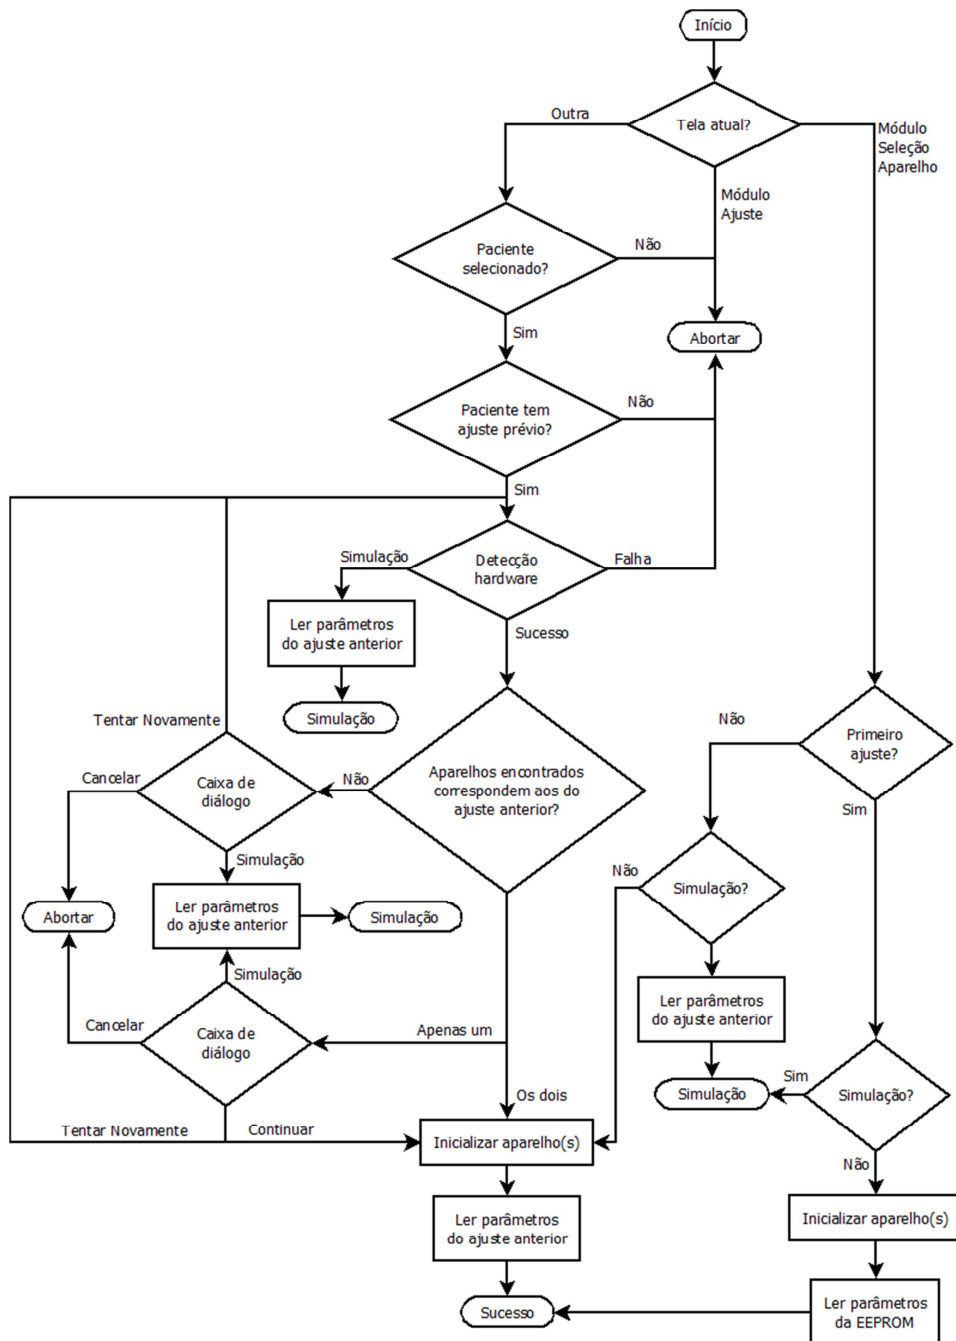 Início
Outra
Tela atual?
Módulo
Seleção
Aparelho
Módulo
Ajuste
Paciente
selecionado?
Não
Sim
Abortar
Paciente tem
ajuste prévio?
Não
Sim
Simulação
Detecção
hardware
Falha
Ler parâmetros
do ajuste anterior
Sucesso
Simulação
Tentar Novamente
Não
Primeiro
ajuste?
Cancelar
Caixa de
diálogo
Não
Aparelhos encontrados
correspondem aos do
ajuste anterior?
Sim
Simulação
Não
Simulação?
Abortar
Ler parâmetros
do ajuste anterior
Simulação
Simulação
Ler parâmetros
do ajuste anterior
Cancelar
Caixa de
diálogo
Apenas um
Simulação
Sim
Simulação?
Os dois
Tentar Novamente
Continuar
Inicializar aparelho(s)
Não
Ler parâmetros
do ajuste anterior
Inicializar aparelho(s)
Sucesso
Ler parâmetros
da EEPROM